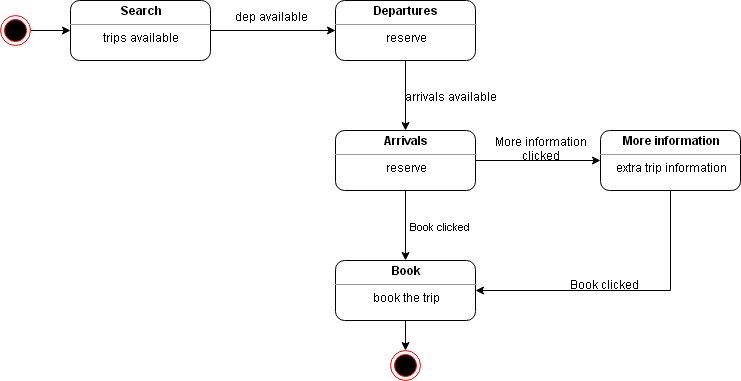 Search
trips available
dep available
Departures
reserve
arrivals available
Arrivals
reserve
More information
clicked
More information
extra trip information
Book clicked
Book
book the trip
Book clicked